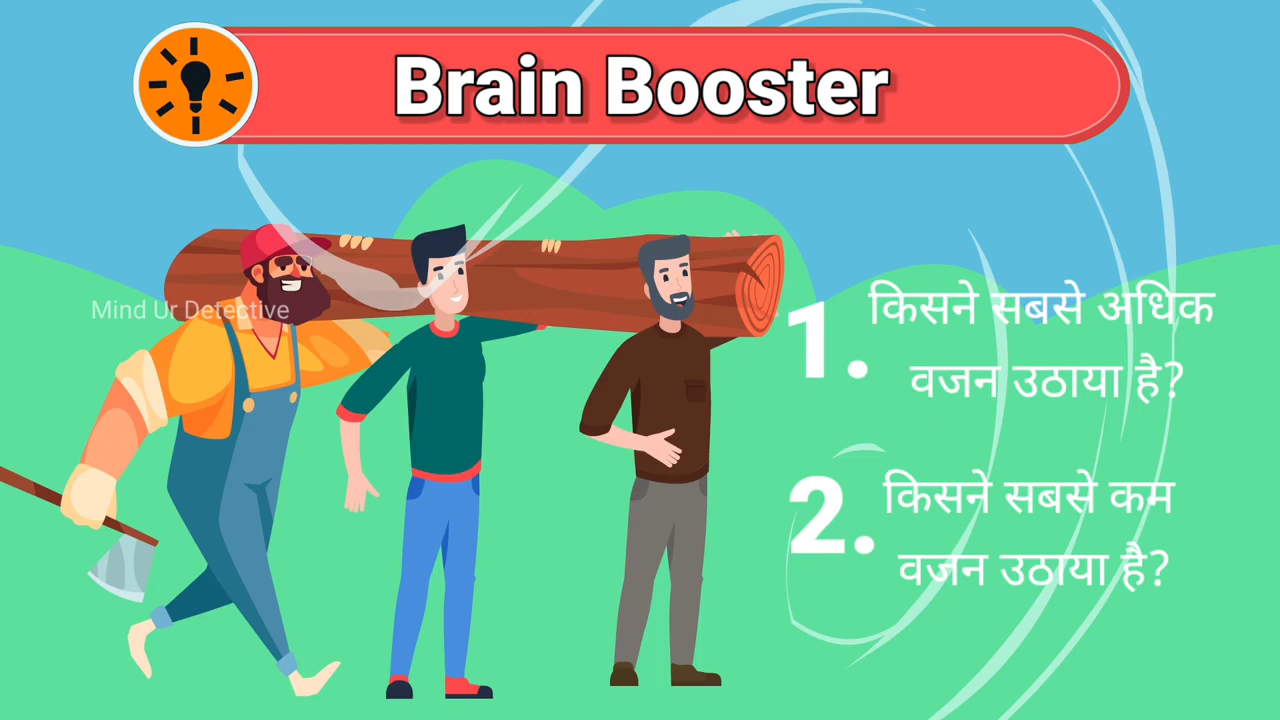 Brain Booster
Mind Ur Detective
1. किसने सबसे अधिक
वजन उठाया है?
2. किसने सबसे कम
वजन उठाया है?